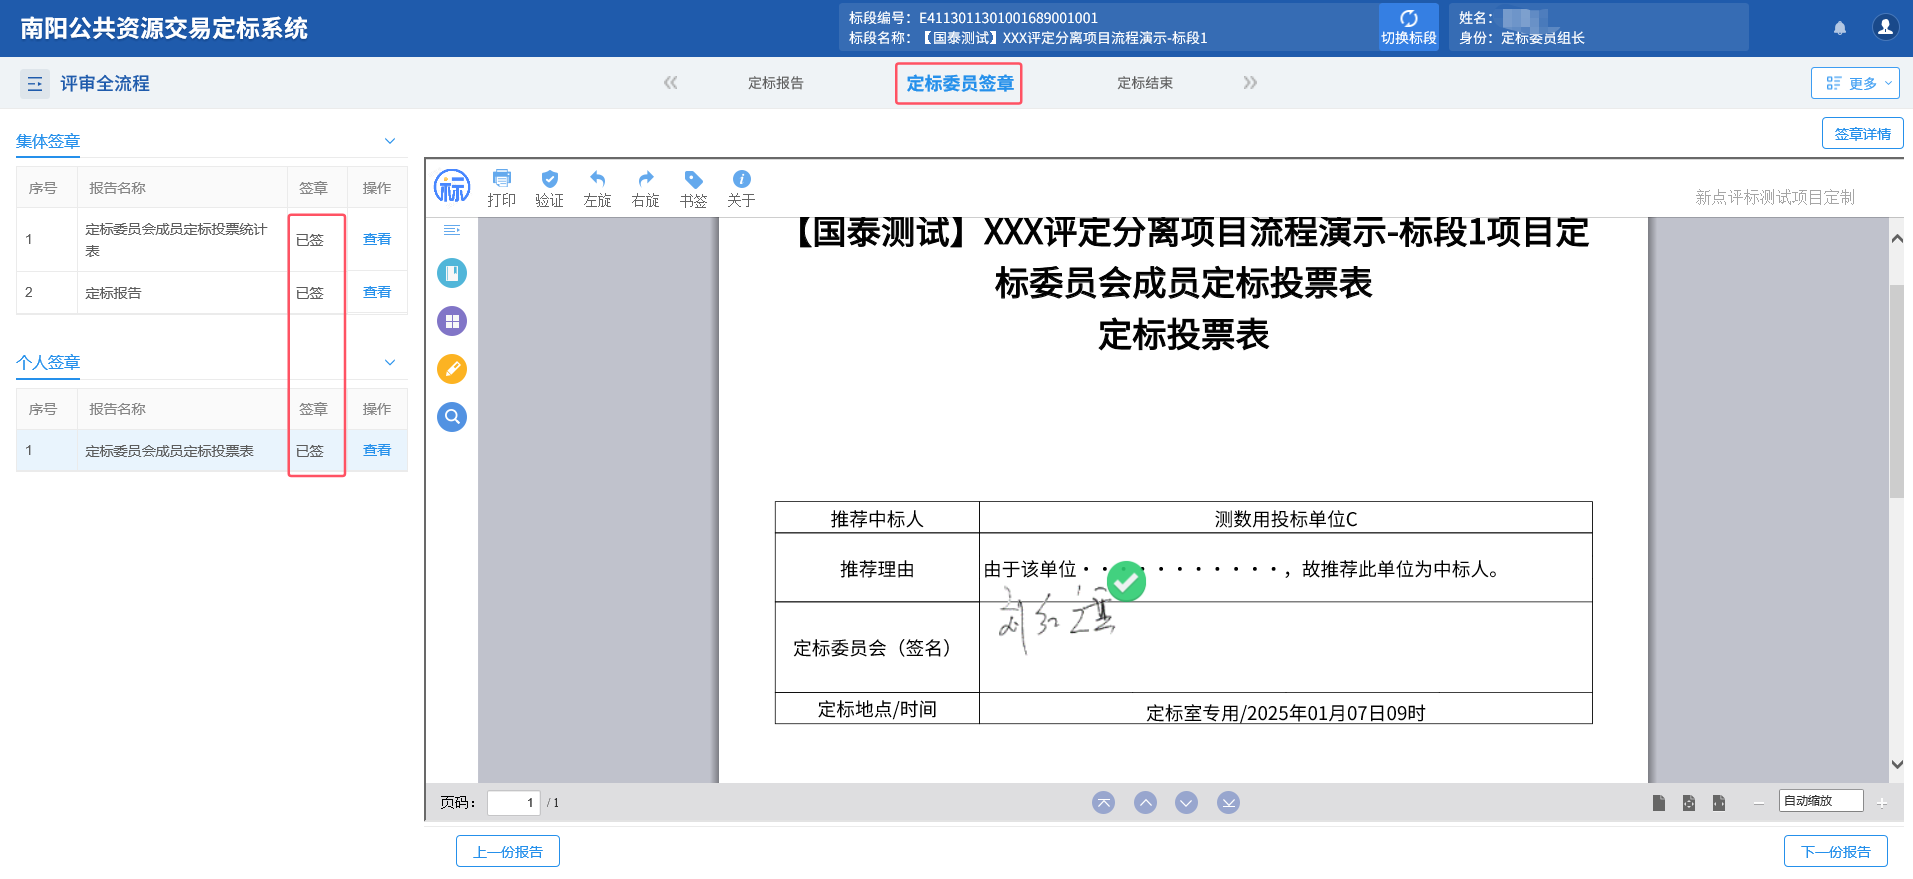 南阳公共资源交易定标系统
标段编号：E4113011301001689001001
标段名称：【国泰测试】XXX评定分离项目流程演示-标段1
切换标段
姓名：
身份：定标委员组长
评审全流程
定标报告
定标委员签章
定标结束
更多
签章详情
集体签章
序号 报告名称 签章 操作
1 定标委员会成员定标投票统计表 已签 查看
2 定标报告 已签 查看
个人签章
序号 报告名称 签章 操作
1 定标委员会成员定标投票表 已签 查看
标
打印 验证 左旋 右旋 书签 关于
新点评标测试项目定制
【国泰测试】XXX评定分离项目流程演示-标段1项目定
标委员会成员定标投票表
定标投票表
推荐中标人 测数用投标单位C
推荐理由 由于该单位············，故推荐此单位为中标人。
定标委员会（签名）
定标地点/时间 定标室专用/2025年01月07日09时
页码： 1 / 1
自动缩放
上一份报告
下一份报告